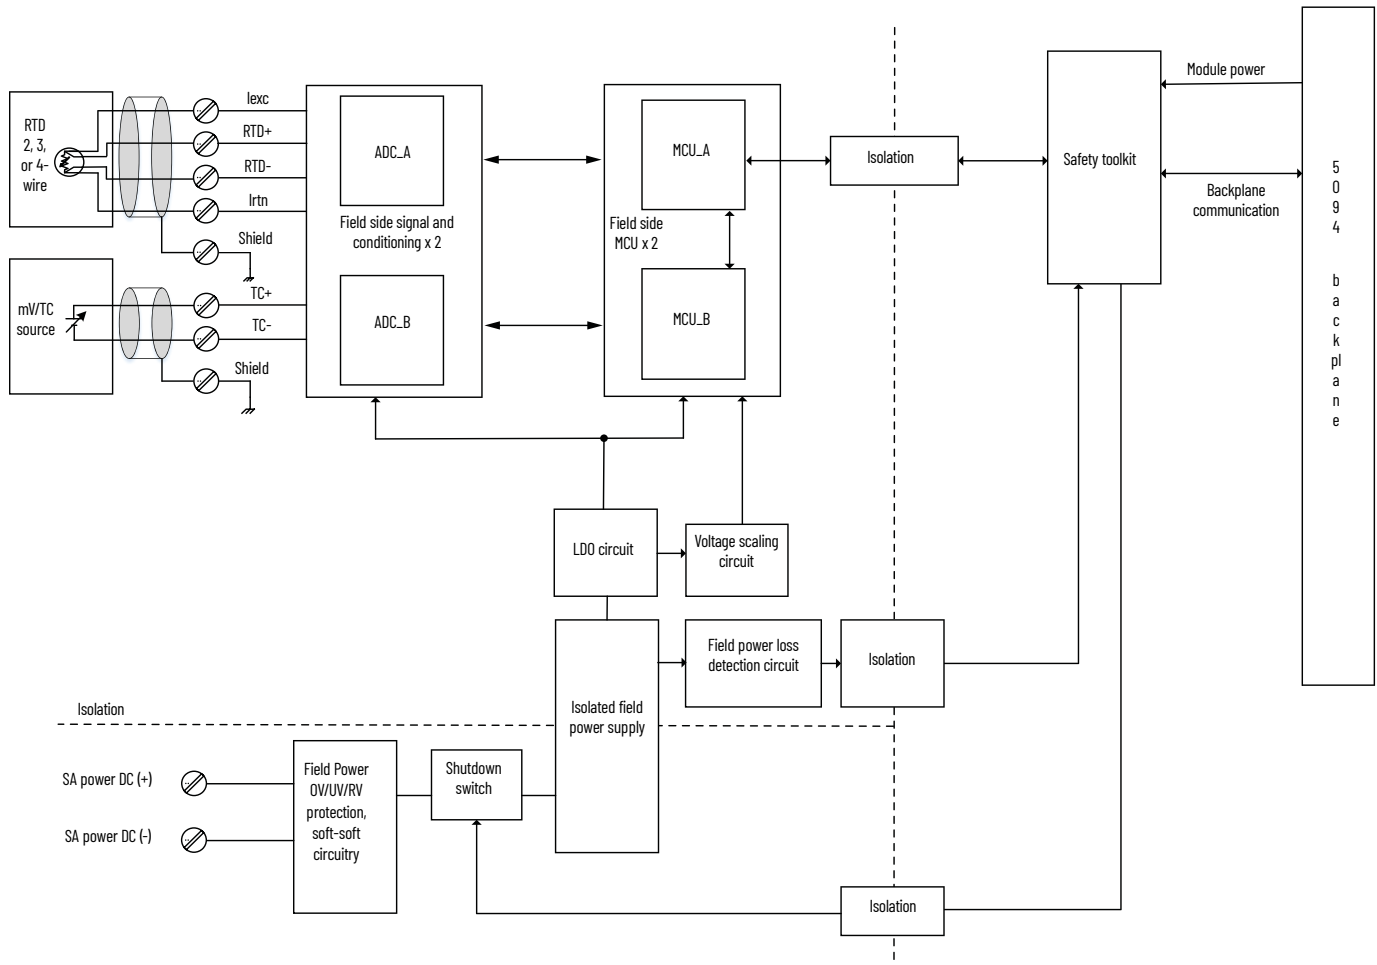 RTD
2, 3,
or 4-
wire
Iexc
RTD+
RTD-
Irtn
Shield
mV/TC
source
TC+
TC-
Shield
ADC_A
Field side signal and
conditioning x 2
ADC_B
MCU_A
Field side
MCU x 2
MCU_B
Isolation
Safety toolkit
Module power
Backplane
communication
5
0
9
4
b
a
c
k
pl
a
n
e
LDO circuit
Voltage scaling
circuit
Field power loss
detection circuit
Isolation
Isolated field
power supply
Isolation
SA power DC (+)
SA power DC (-)
Field Power
OV/UV/RV
protection,
soft-soft
circuitry
Shutdown
switch
Isolation